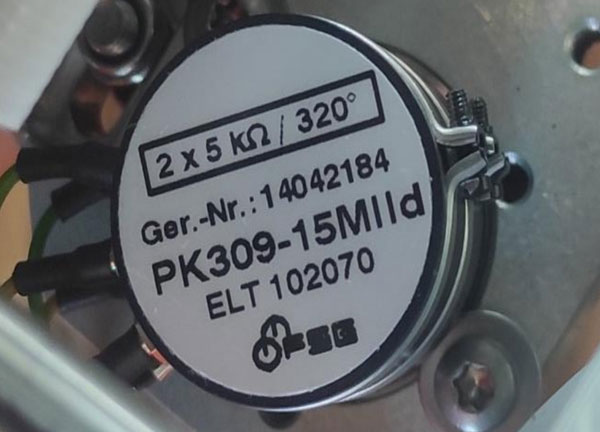 2 x 5 kΩ / 320°
Ger.-Nr.: 14042184
PK309-15MIId
ELT 102070
FSG